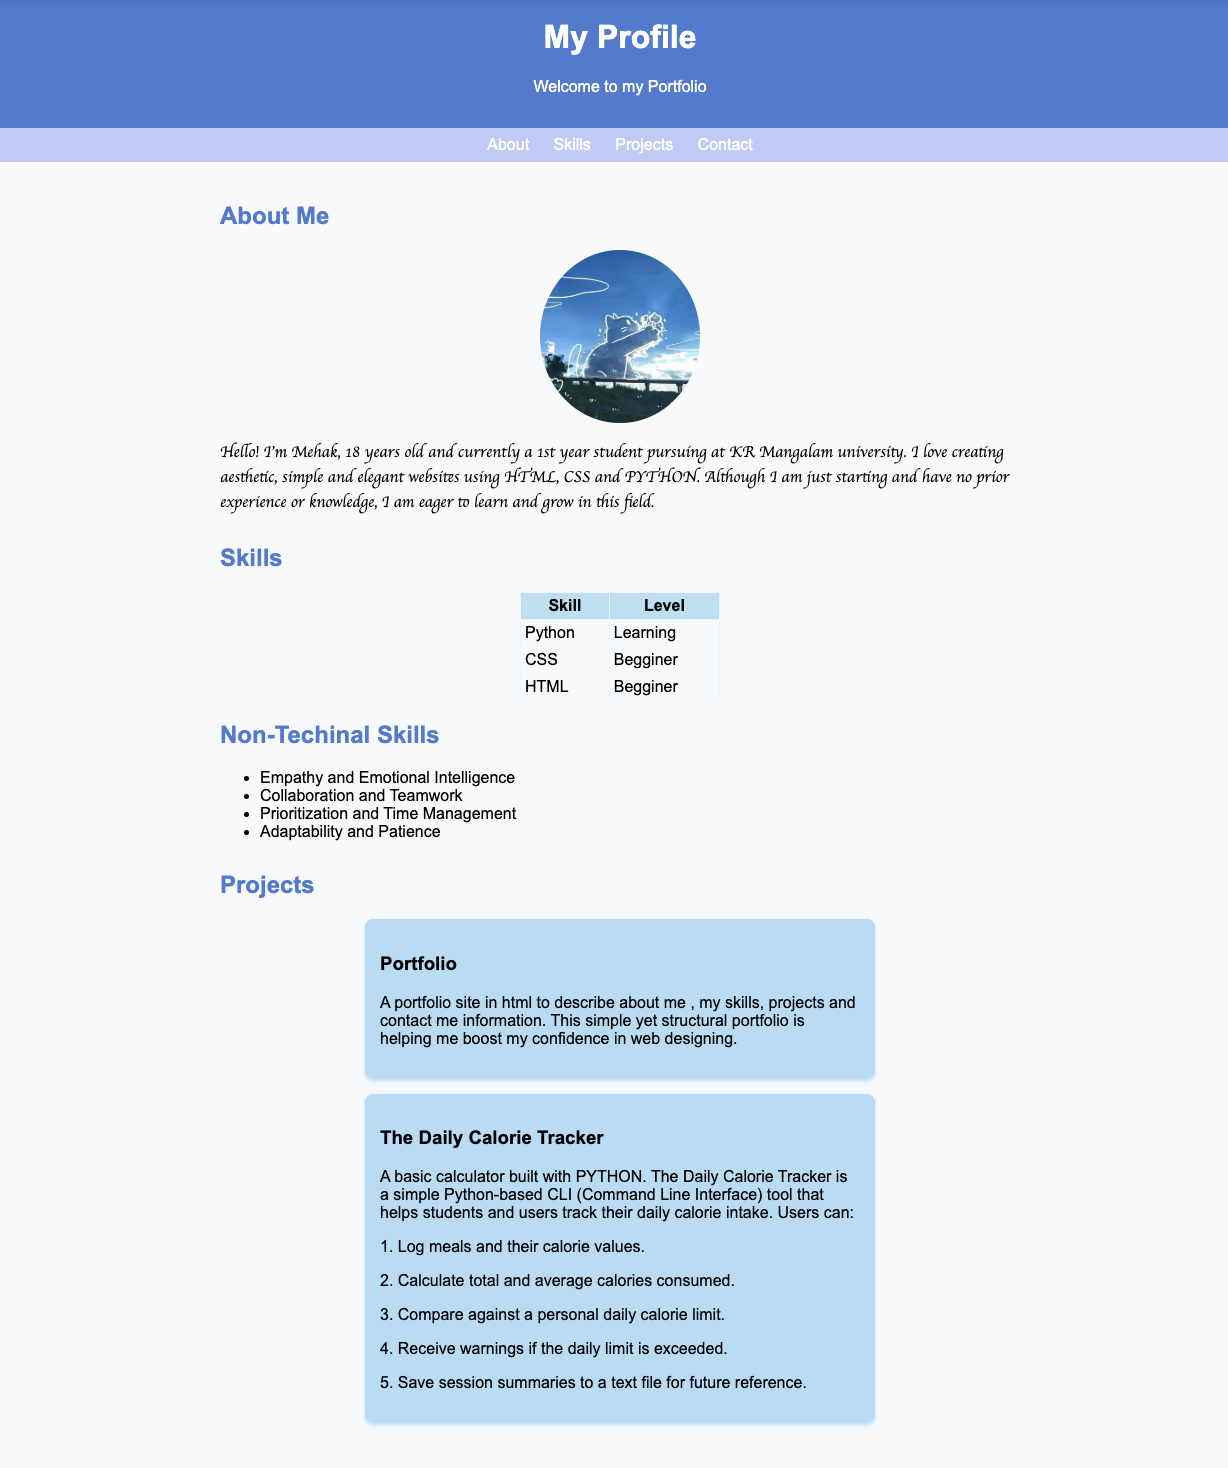 My Profile
Welcome to my Portfolio
About Skills Projects Contact
About Me
Hello! I'm Mehak, 18 years old and currently a 1st year student pursuing at KR Mangalam university. I love creating
aesthetic, simple and elegant websites using HTML, CSS and PYTHON. Although I am just starting and have no prior
experience or knowledge, I am eager to learn and grow in this field.
Skills
Skill Level
Python Learning
CSS Begginer
HTML Begginer
Non-Techinal Skills
• Empathy and Emotional Intelligence
• Collaboration and Teamwork
• Prioritization and Time Management
• Adaptability and Patience
Projects
Portfolio
A portfolio site in html to describe about me , my skills, projects and
contact me information. This simple yet structural portfolio is
helping me boost my confidence in web designing.
The Daily Calorie Tracker
A basic calculator built with PYTHON. The Daily Calorie Tracker is
a simple Python-based CLI (Command Line Interface) tool that
helps students and users track their daily calorie intake. Users can:
1. Log meals and their calorie values.
2. Calculate total and average calories consumed.
3. Compare against a personal daily calorie limit.
4. Receive warnings if the daily limit is exceeded.
5. Save session summaries to a text file for future reference.